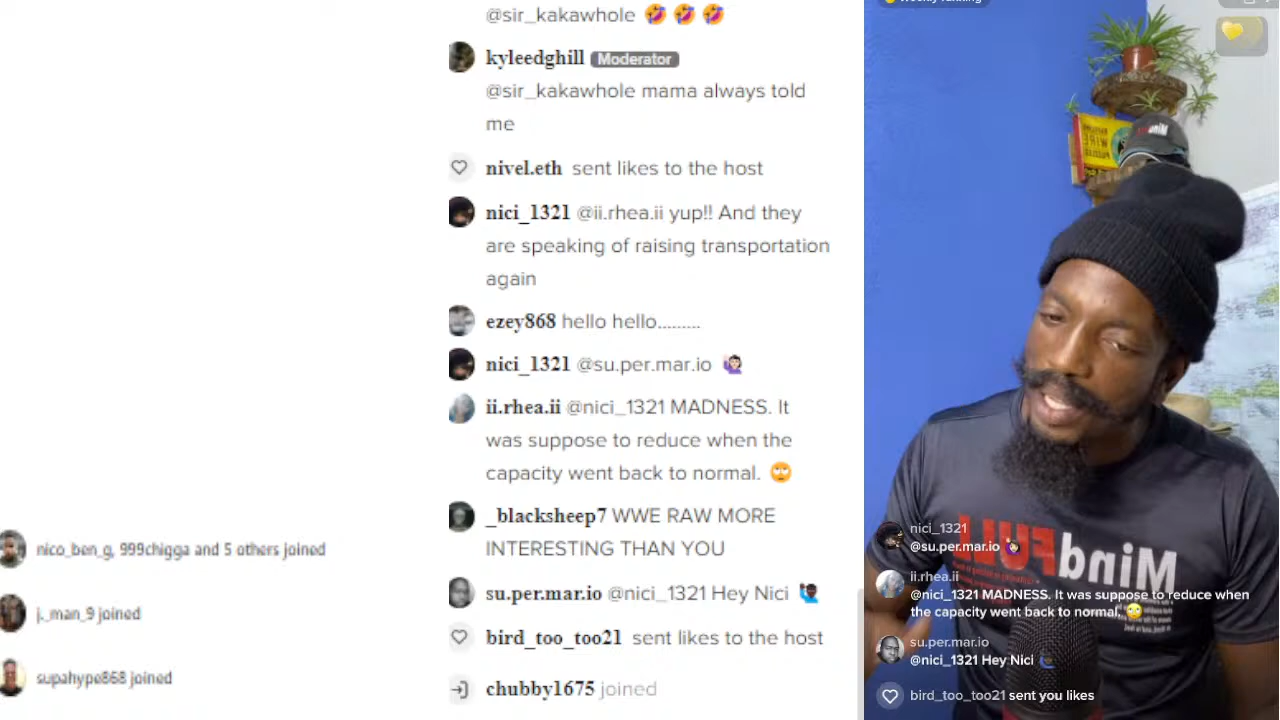 nico_ben_g, 999chigga and 5 others joined
j._man_9 joined
supahype868 joined
@sir_kakawhole 🤣 🤣 🤣
kyleedghill Moderator
@sir_kakawhole mama always told
me
nivel.eth sent likes to the host
nici_1321 @ii.rhea.ii yup!! And they
are speaking of raising transportation
again
ezey868 hello hello.........
nici_1321 @su.per.mar.io 🙋🏻‍♀️
ii.rhea.ii @nici_1321 MADNESS. It
was suppose to reduce when the
capacity went back to normal. 🙄
_blacksheep7 WWE RAW MORE
INTERESTING THAN YOU
su.per.mar.io @nici_1321 Hey Nici 🙋🏿‍♂️
bird_too_too21 sent likes to the host
chubby1675 joined
WIRE
PUZZLES
Mind
MindFULL
nici_1321
@su.per.mar.io 🙋🏻‍♀️
ii.rhea.ii
@nici_1321 MADNESS. It was suppose to reduce when
the capacity went back to normal. 🙄
su.per.mar.io
@nici_1321 Hey Nici 🙋🏿‍♂️
bird_too_too21 sent you likes